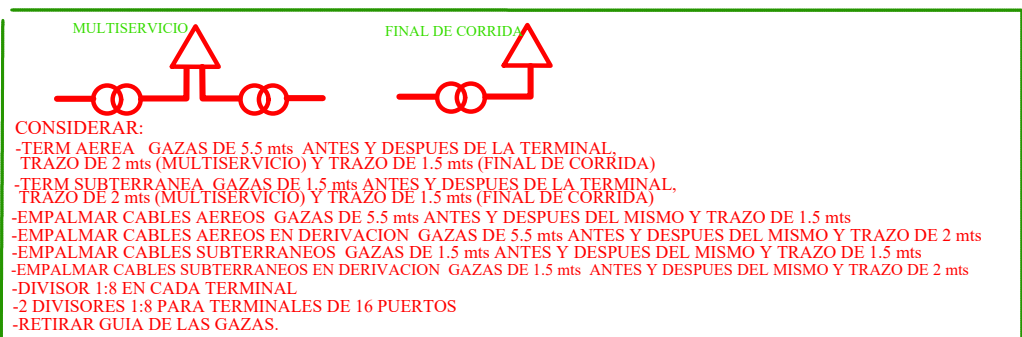 MULTISERVICIO
FINAL DE CORRIDA
CONSIDERAR:
-TERM AEREA GAZAS DE 5.5 mts ANTES Y DESPUES DE LA TERMINAL,
TRAZO DE 2 mts (MULTISERVICIO) Y TRAZO DE 1.5 mts (FINAL DE CORRIDA)
-TERM SUBTERRANEA GAZAS DE 1.5 mts ANTES Y DESPUES DE LA TERMINAL,
TRAZO DE 2 mts (MULTISERVICIO) Y TRAZO DE 1.5 mts (FINAL DE CORRIDA)
-EMPALMAR CABLES AEREOS GAZAS DE 5.5 mts ANTES Y DESPUES DEL MISMO Y TRAZO DE 1.5 mts
-EMPALMAR CABLES AEREOS EN DERIVACION GAZAS DE 5.5 mts ANTES Y DESPUES DEL MISMO Y TRAZO DE 2 mts
-EMPALMAR CABLES SUBTERRANEOS GAZAS DE 1.5 mts ANTES Y DESPUES DEL MISMO Y TRAZO DE 1.5 mts
-EMPALMAR CABLES SUBTERRANEOS EN DERIVACION GAZAS DE 1.5 mts ANTES Y DESPUES DEL MISMO Y TRAZO DE 2 mts
-DIVISOR 1:8 EN CADA TERMINAL
-2 DIVISORES 1:8 PARA TERMINALES DE 16 PUERTOS
-RETIRAR GUIA DE LAS GAZAS.